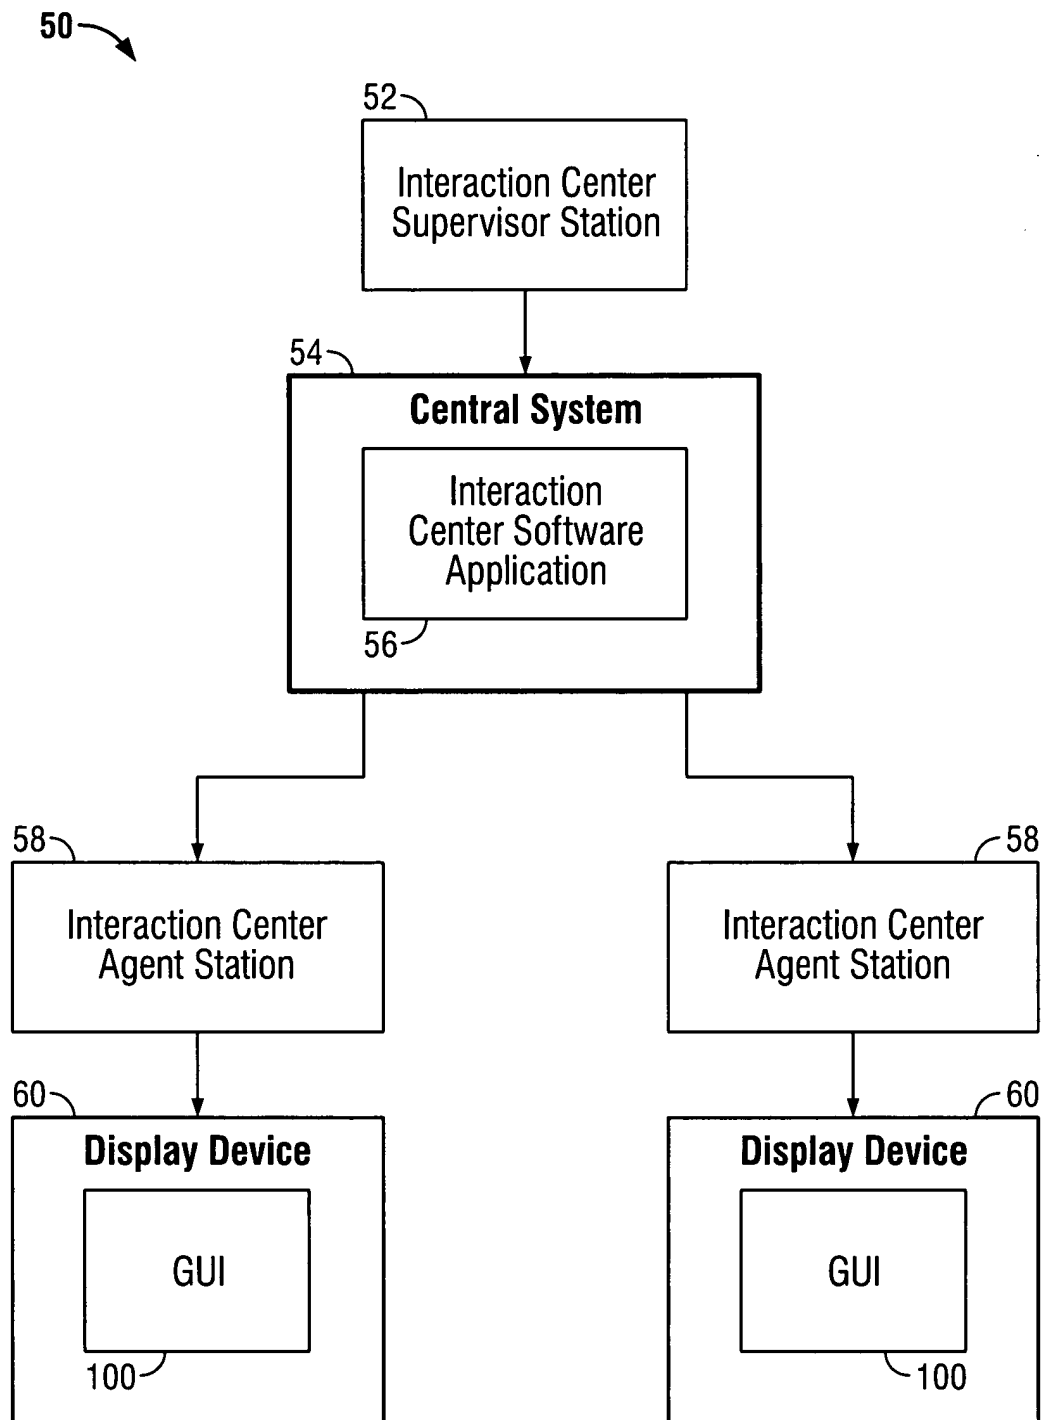 50
52
Interaction Center
Supervisor Station
54
Central System
Interaction
Center Software
Application
56
58
58
Interaction Center
Agent Station
Interaction Center
Agent Station
60
60
Display Device
Display Device
GUI
GUI
100
100